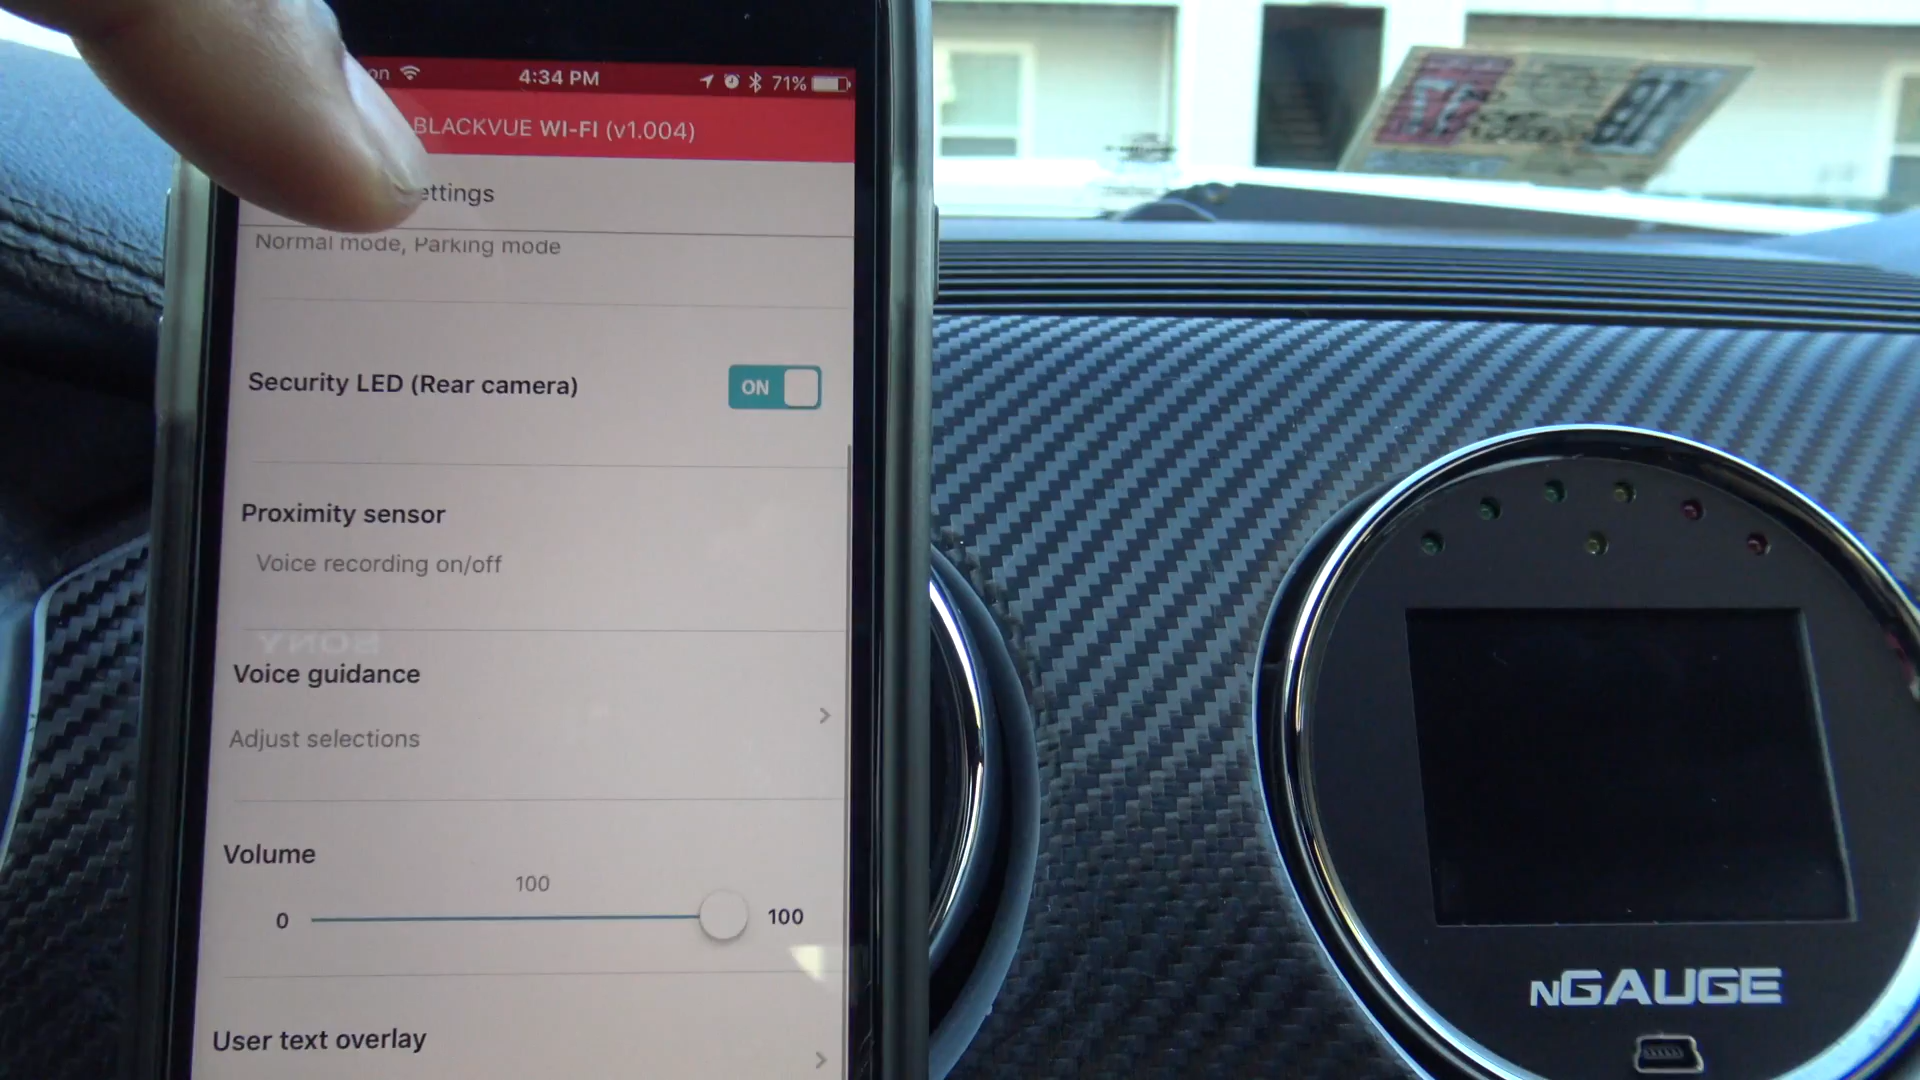 4:34 PM
71%
BLACKVUE WI-FI (v1.004)
ettings
Normal mode, Parking mode
Security LED (Rear camera)
ON
Proximity sensor
Voice recording on/off
SONY
Voice guidance
Adjust selections
Volume
100
0
100
User text overlay
nGAUGE